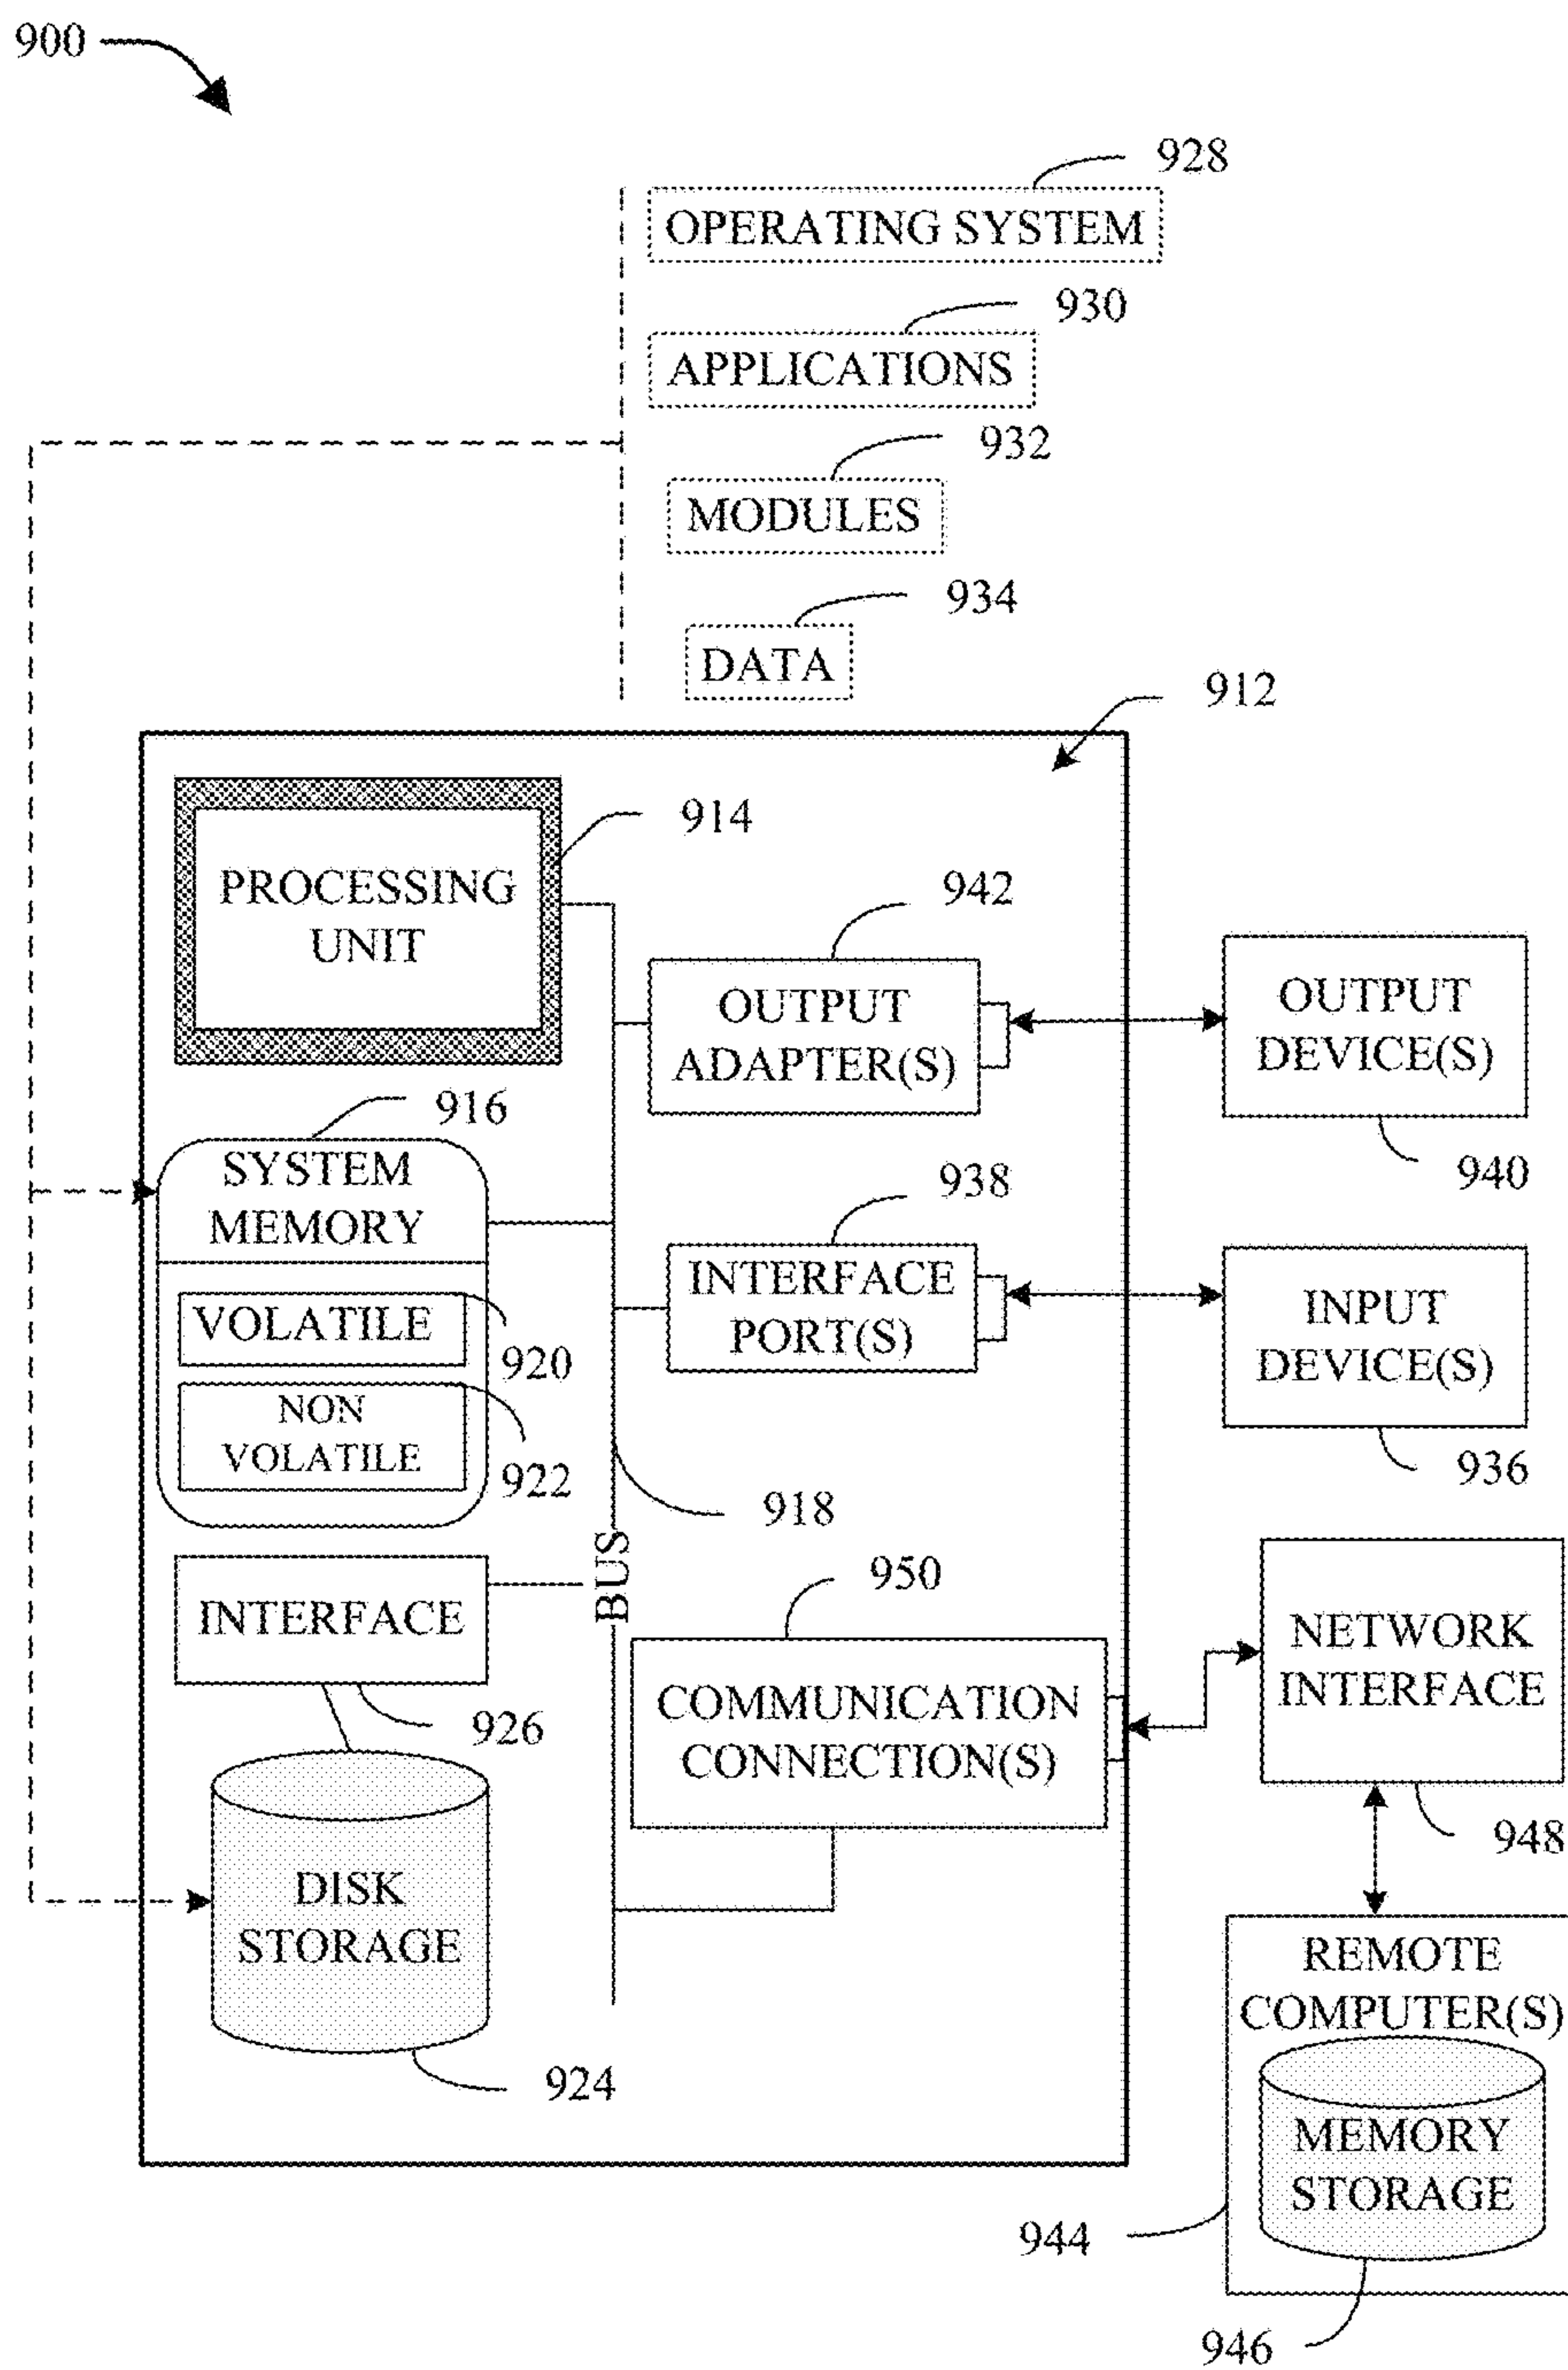 900
928
OPERATING SYSTEM
930
APPLICATIONS
932
MODULES
934
DATA
912
914
PROCESSING
UNIT
942
OUTPUT
ADAPTER(S)
OUTPUT
DEVICE(S)
940
916
SYSTEM
MEMORY
VOLATILE
920
NON
VOLATILE
922
938
INTERFACE
PORT(S)
INPUT
DEVICE(S)
936
918
BUS
INTERFACE
926
950
COMMUNICATION
CONNECTION(S)
NETWORK
INTERFACE
948
DISK
STORAGE
924
REMOTE
COMPUTER(S)
MEMORY
STORAGE
944
946